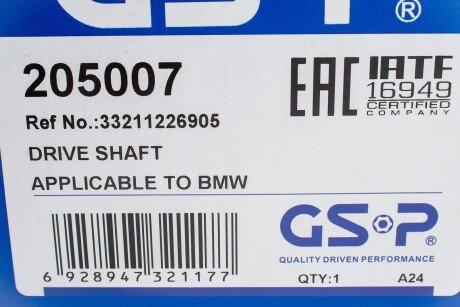 GSP®
205007
EAC
IATF
16949
CERTIFIED
COMPANY
Ref No.:33211226905
DRIVE SHAFT
APPLICABLE TO BMW
GSP®
QUALITY DRIVEN PERFORMANCE
6 928947 321177
QTY:1 A24